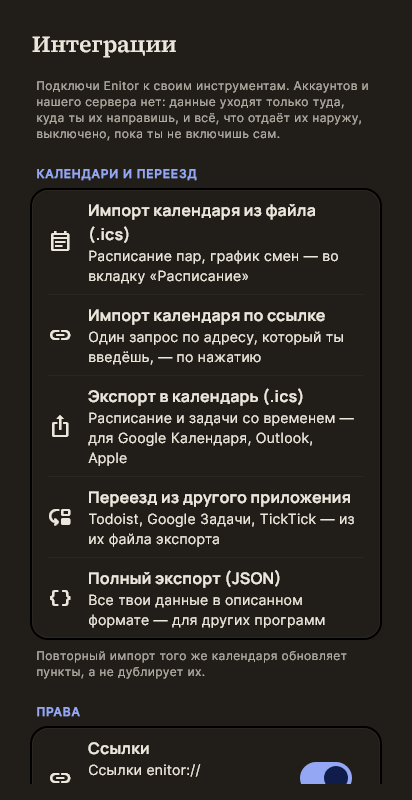 Интеграции
Подключи Enitor к своим инструментам. Аккаунтов и
нашего сервера нет: данные уходят только туда,
куда ты их направишь, и всё, что отдаёт их наружу,
выключено, пока ты не включишь сам.
КАЛЕНДАРИ И ПЕРЕЕЗД
Импорт календаря из файла
(.ics)
Расписание пар, график смен — во
вкладку «Расписание»
Импорт календаря по ссылке
Один запрос по адресу, который ты
введёшь, — по нажатию
Экспорт в календарь (.ics)
Расписание и задачи со временем —
для Google Календаря, Outlook,
Apple
Переезд из другого приложения
Todoist, Google Задачи, TickTick — из
их файла экспорта
Полный экспорт (JSON)
Все твои данные в описанном
формате — для других программ
Повторный импорт того же календаря обновляет
пункты, а не дублирует их.
ПРАВА
Ссылки
Ссылки enitor://